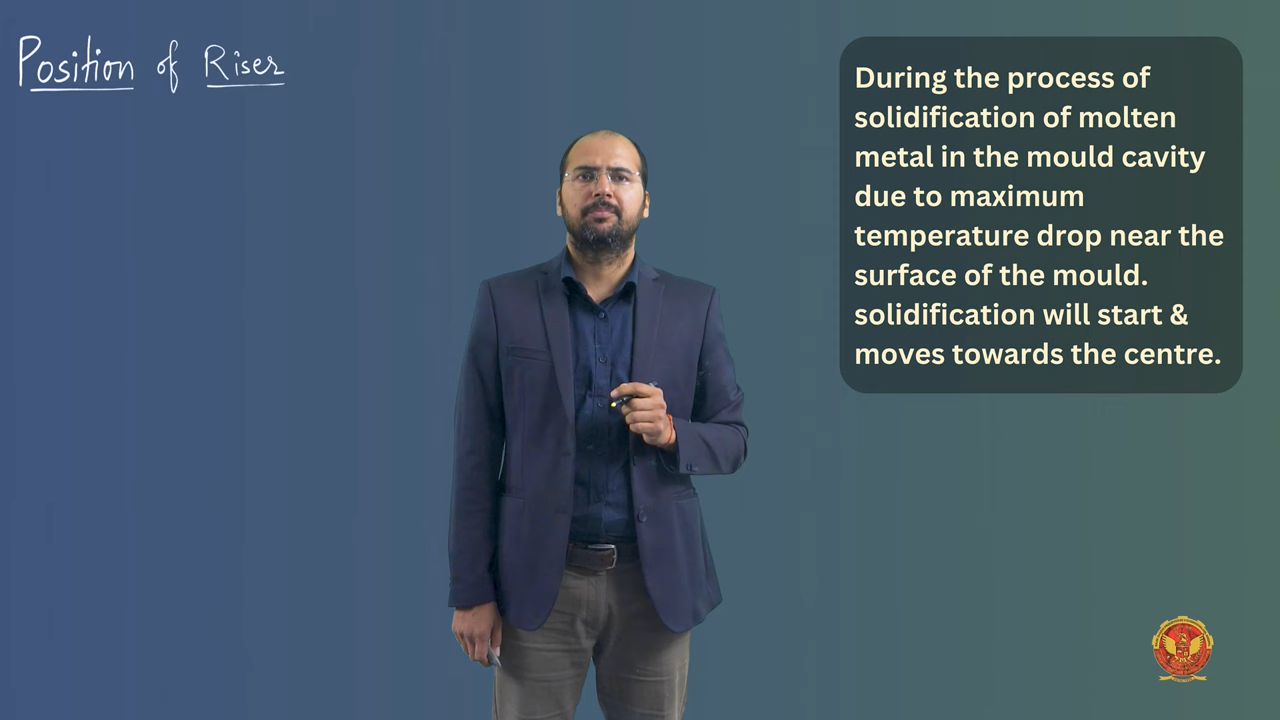 Position of Riser
During the process of
solidification of molten
metal in the mould cavity
due to maximum
temperature drop near the
surface of the mould.
solidification will start &
moves towards the centre.